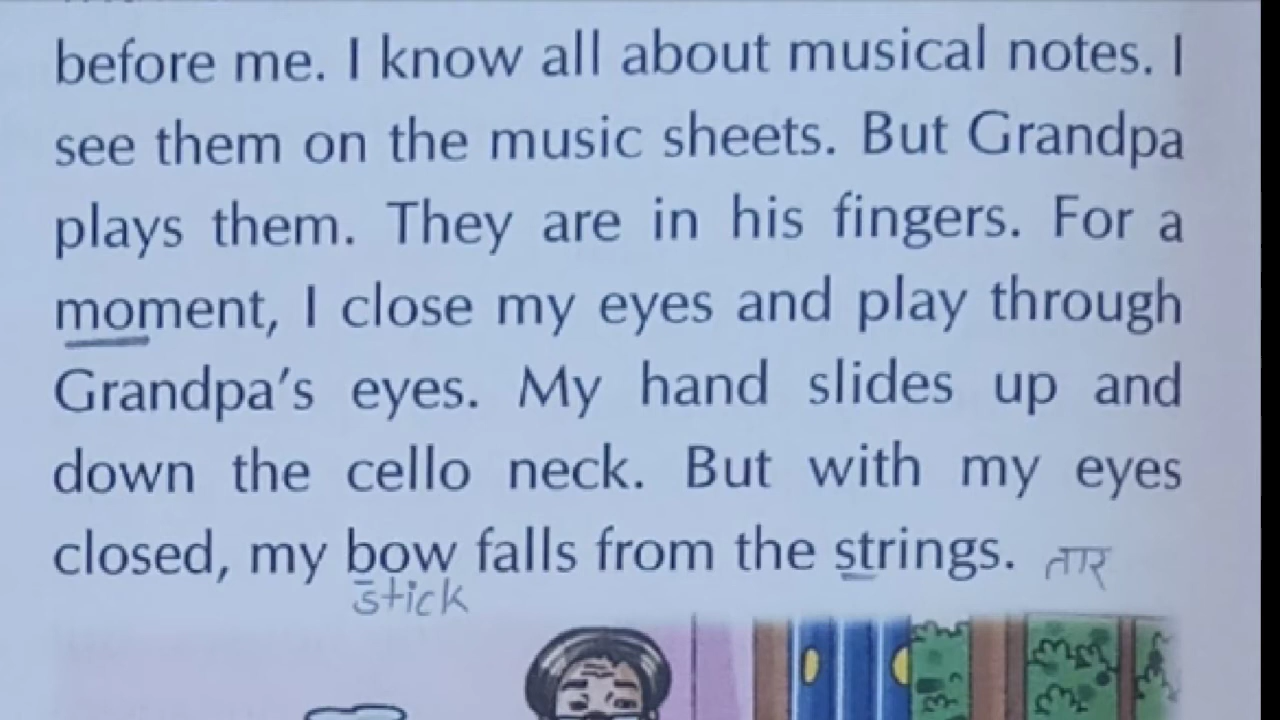 before me. I know all about musical notes. I
see them on the music sheets. But Grandpa
plays them. They are in his fingers. For a
moment, I close my eyes and play through
Grandpa's eyes. My hand slides up and
down the cello neck. But with my eyes
closed, my bow falls from the strings. तार
stick